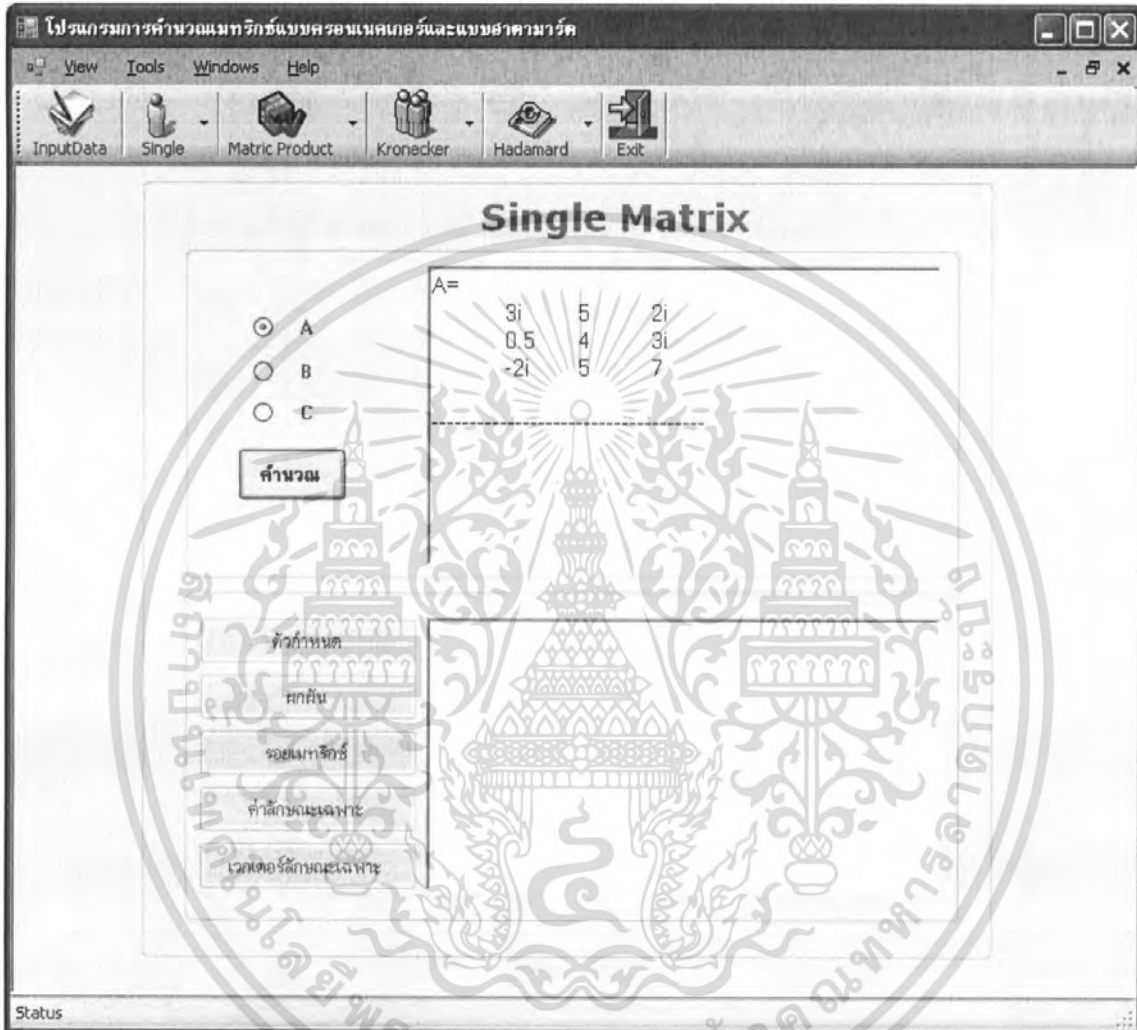 โปรแกรมการคำนวณเมทริกซ์แบบครอนเนคเกอร์และแบบฮาดามาร์ด
View Tools Windows Help
InputData Single Matric Product Kronecker Hadamard Exit
Single Matrix
A=
3i 5 2i
0.5 4 3i
-2i 5 7
A
B
C
คำนวณ
ตัวกำหนด
ผกผัน
รอยเมทริกซ์
ค่าลักษณะเฉพาะ
เวกเตอร์ลักษณะเฉพาะ
Status